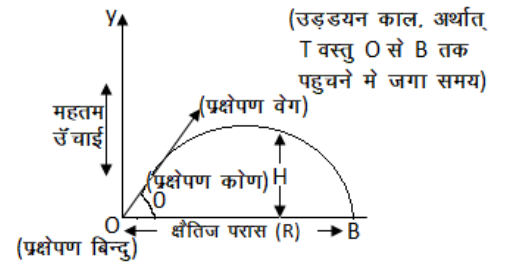 y
(उड़डयन काल, अर्थात्
T वस्तु O से B तक
पहुचने मे जगा समय)
महतम
उॅंचाई
(प्रक्षेपण वेग)
(प्रक्षेपण कोण)
H
O
O
क्षैतिज परास (R)
B
(प्रक्षेपण बिन्दु)